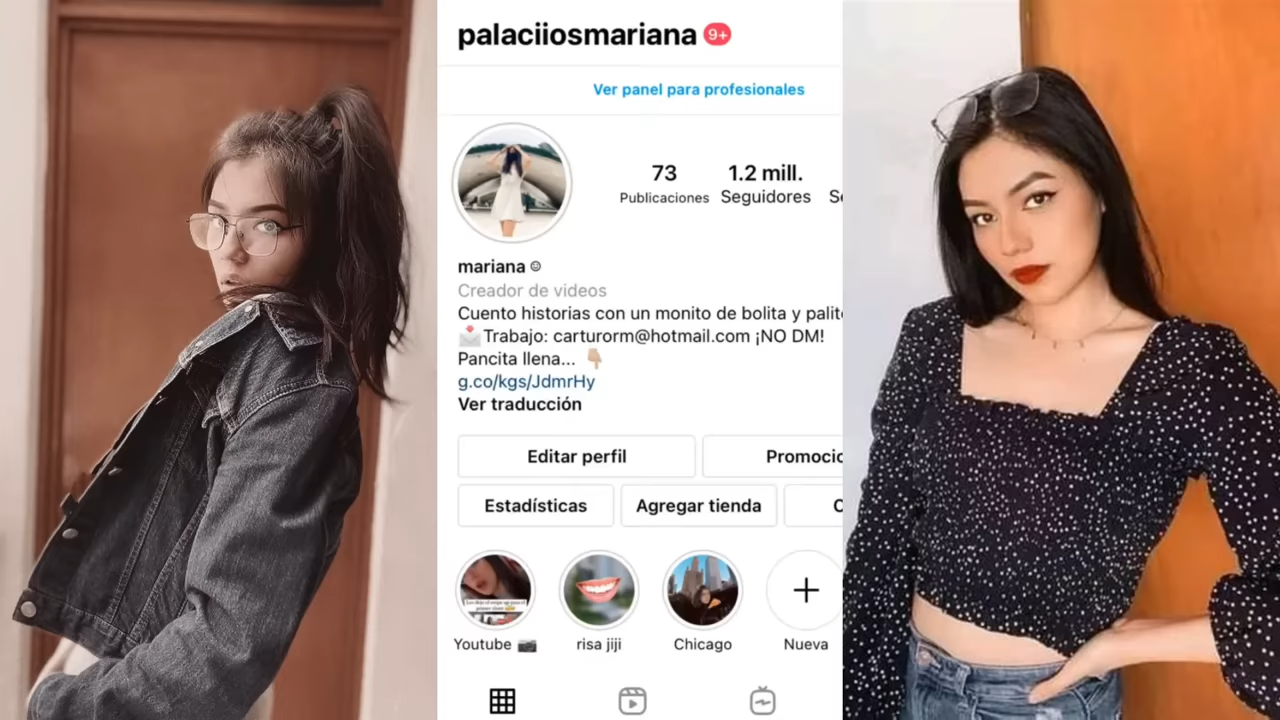 palaciiosmariana 9+
Ver panel para profesionales
73 1.2 mill.
Publicaciones Seguidores S
mariana ☺
Creador de videos
Cuento historias con un monito de bolita y palit
📩Trabajo: carturorm@hotmail.com ¡NO DM!
Pancita llena... 👇🏼
g.co/kgs/JdmrHy
Ver traducción
Editar perfil Promocio
Estadísticas Agregar tienda C
Youtube 📷 risa jiji Chicago Nueva